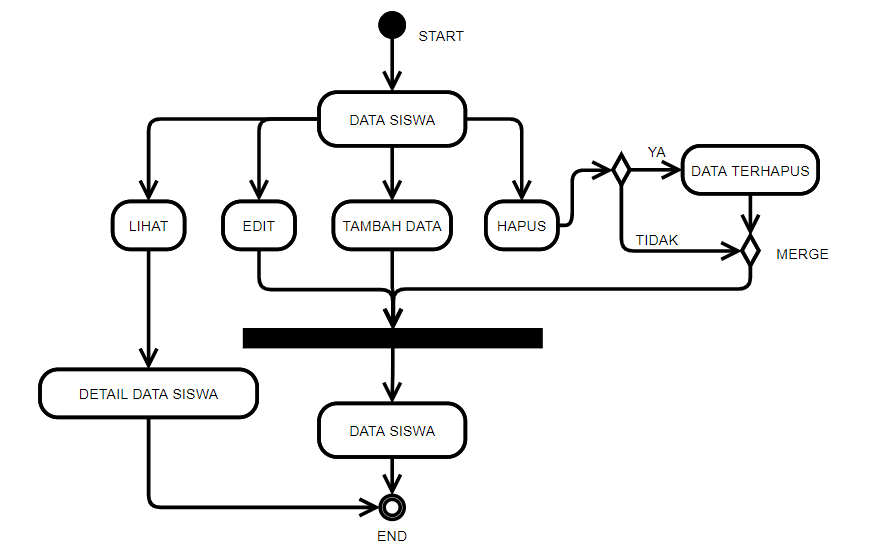 START
DATA SISWA
YA
DATA TERHAPUS
LIHAT
EDIT
TAMBAH DATA
HAPUS
TIDAK
MERGE
DETAIL DATA SISWA
DATA SISWA
END